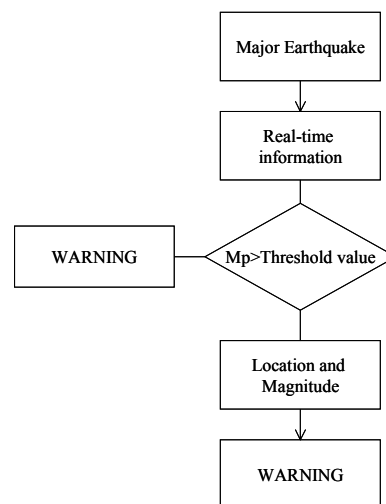 Major Earthquake
Real-time
information
WARNING
Mp>Threshold value
Location and
Magnitude
WARNING